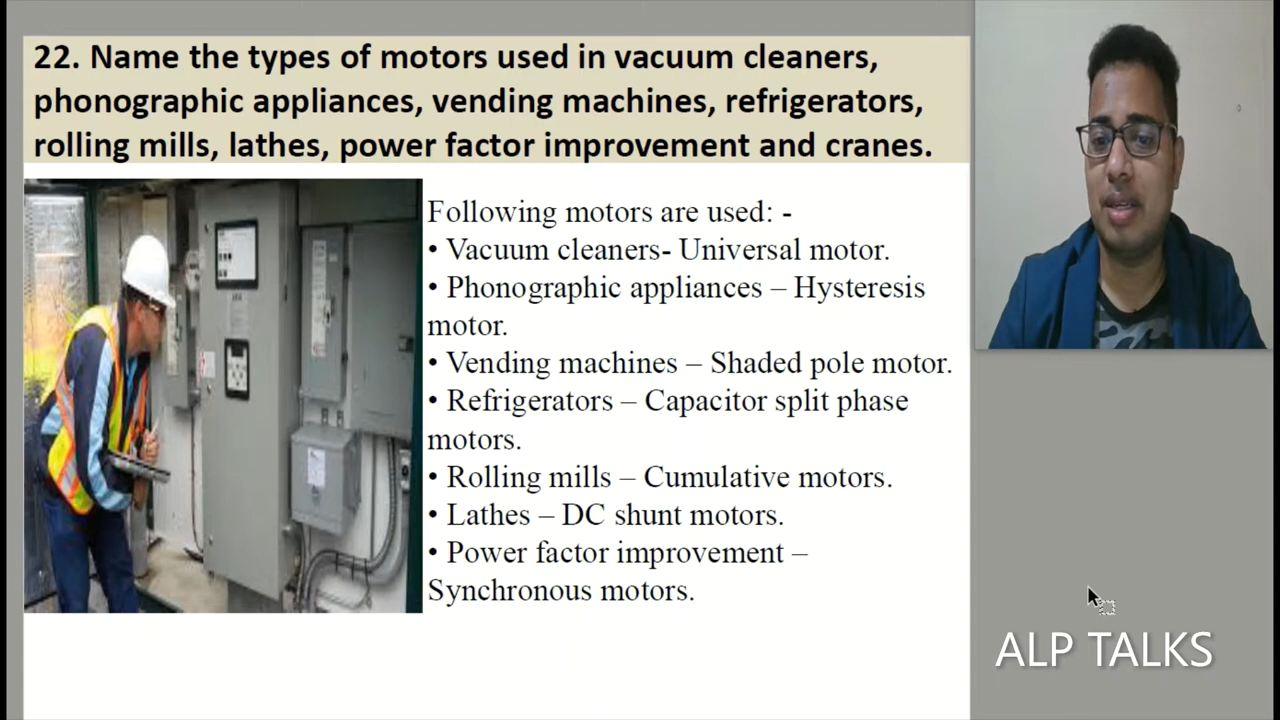 22. Name the types of motors used in vacuum cleaners,
phonographic appliances, vending machines, refrigerators,
rolling mills, lathes, power factor improvement and cranes.
Following motors are used: -
• Vacuum cleaners- Universal motor.
• Phonographic appliances – Hysteresis
motor.
• Vending machines – Shaded pole motor.
• Refrigerators – Capacitor split phase
motors.
• Rolling mills – Cumulative motors.
• Lathes – DC shunt motors.
• Power factor improvement –
Synchronous motors.
ALP TALKS